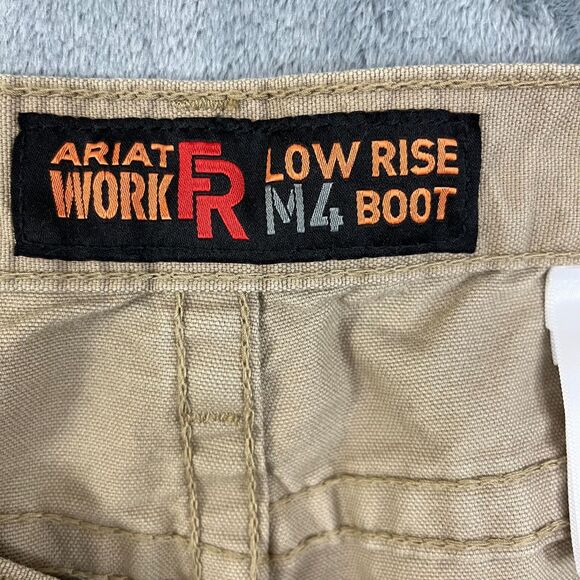 ARIAT WORK FR
LOW RISE
M4 BOOT